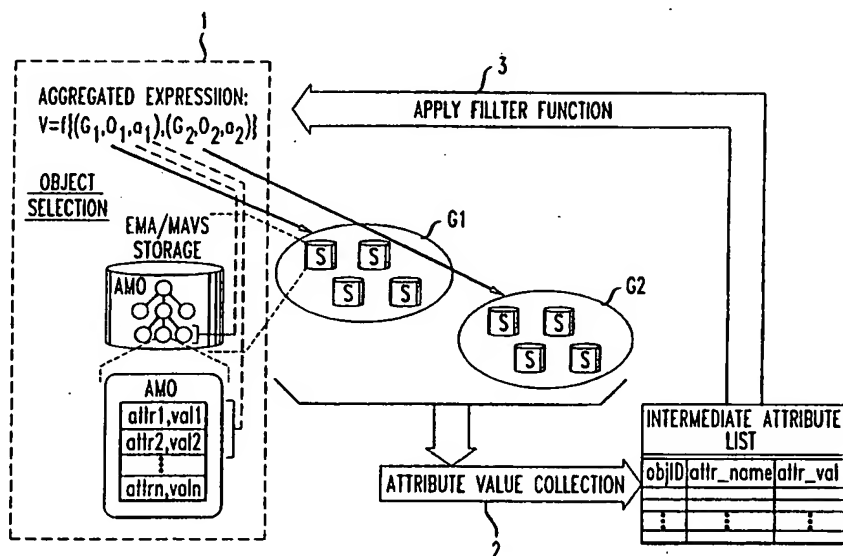 1
3
AGGREGATED EXPRESSIION:
V=f{(G1,O1,a1),(G2,O2,a2)}
APPLY FILLTER FUNCTION
OBJECT
SELECTION
EMA/MAVS
STORAGE
AMO
G1
S S
S S
G2
S S
S S
AMO
attr1,val1
attr2,val2
attrn,valn
INTERMEDIATE ATTRIBUTE
LIST
objID attr_name attr_val
ATTRIBUTE VALUE COLLECTION
2